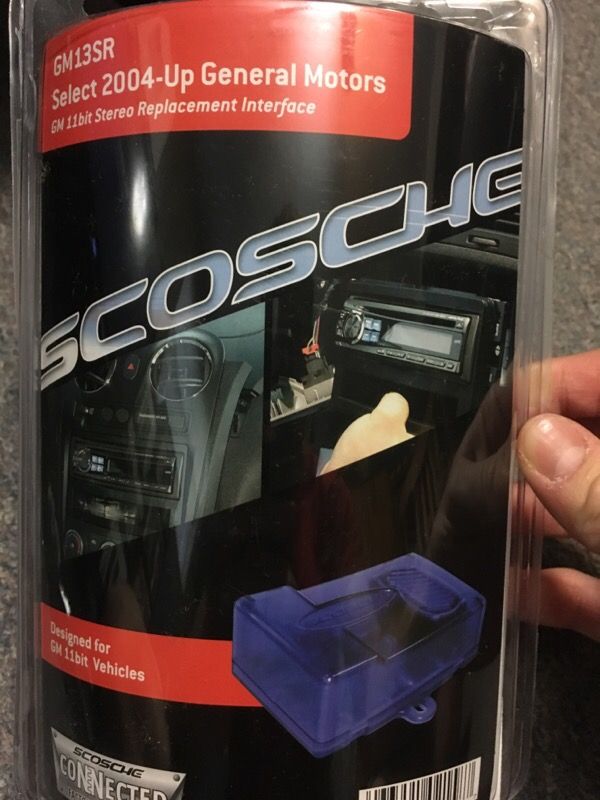 GM13SR
Select 2004-Up General Motors
GM 11bit Stereo Replacement Interface
SCOSCHE
Designed for
GM 11bit Vehicles
SCOSCHE
CONNECTED